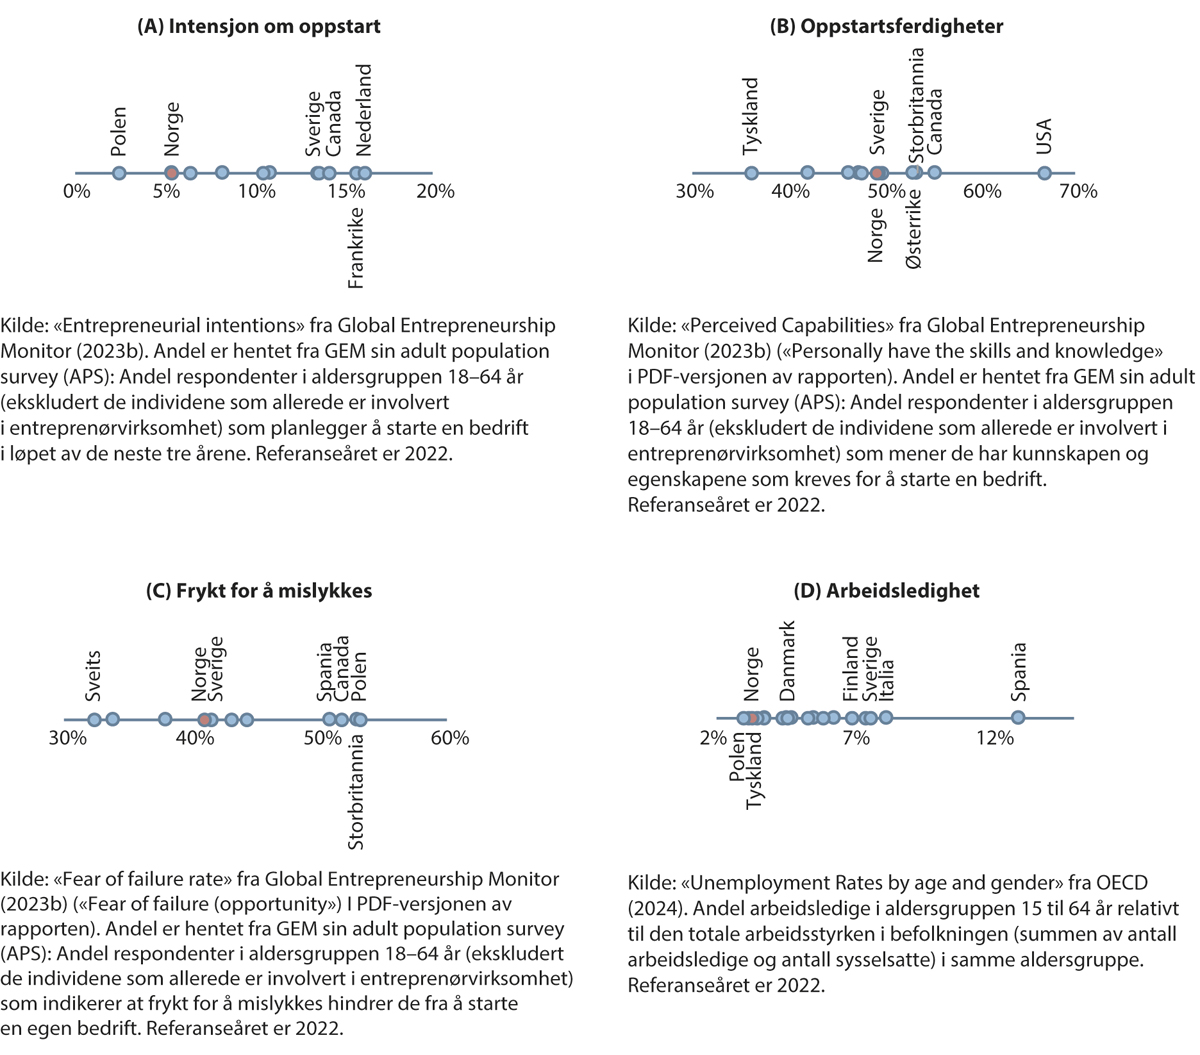 (A) Intensjon om oppstart
Polen
Norge
Sverige
Canada
Nederland
0%
5%
10%
15%
20%
Frankrike
Kilde: «Entrepreneurial intentions» fra Global Entrepreneurship
Monitor (2023b). Andel er hentet fra GEM sin adult population
survey (APS): Andel respondenter i aldersgruppen 18–64 år
(ekskludert de individene som allerede er involvert
i entreprenørvirksomhet) som planlegger å starte en bedrift
i løpet av de neste tre årene. Referanseåret er 2022.
(B) Oppstartsferdigheter
Tyskland
Sverige
Storbritannia
Canada
USA
30%
40%
50%
60%
70%
Norge
Østerrike
Kilde: «Perceived Capabilities» fra Global Entrepreneurship
Monitor (2023b) («Personally have the skills and knowledge»
i PDF-versjonen av rapporten). Andel er hentet fra GEM sin adult
population survey (APS): Andel respondenter i aldersgruppen
18–64 år (ekskludert de individene som allerede er involvert i
entreprenørvirksomhet) som mener de har kunnskapen og
egenskapene som kreves for å starte en bedrift.
Referanseåret er 2022.
(C) Frykt for å mislykkes
Sveits
Norge
Sverige
Spania
Canada
Polen
30%
40%
50%
60%
Storbritannia
Kilde: «Fear of failure rate» fra Global Entrepreneurship Monitor
(2023b) («Fear of failure (opportunity») I PDF-versjonen av
rapporten). Andel er hentet fra GEM sin adult population survey
(APS): Andel respondenter i aldersgruppen 18–64 år (ekskludert
de individene som allerede er involvert i entreprenørvirksomhet)
som indikerer at frykt for å mislykkes hindrer de fra å starte
en egen bedrift. Referanseåret er 2022.
(D) Arbeidsledighet
Norge
Danmark
Finland
Sverige
Italia
Spania
2%
7%
12%
Polen
Tyskland
Kilde: «Unemployment Rates by age and gender» fra OECD
(2024). Andel arbeidsledige i aldersgruppen 15 til 64 år relativt
til den totale arbeidsstyrken i befolkningen (summen av antall
arbeidsledige og antall sysselsatte) i samme aldersgruppe.
Referanseåret er 2022.